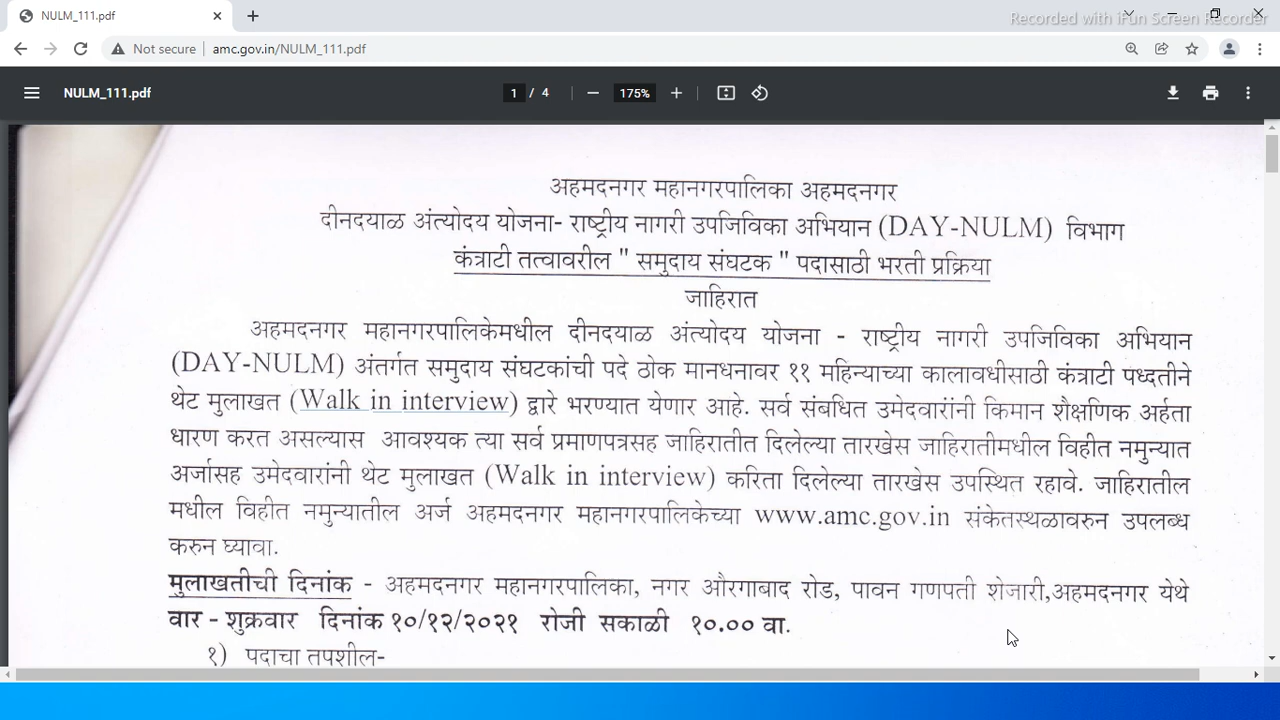 NULM_111.pdf
Recorded with iFun Screen Recorder
Not secure
amc.gov.in/NULM_111.pdf
NULM_111.pdf
1 / 4
175%
अहमदनगर महानगरपालिका अहमदनगर
दीनदयाळ अंत्योदय योजना- राष्ट्रीय नागरी उपजिविका अभियान (DAY-NULM) विभाग
कंत्राटी तत्वावरील " समुदाय संघटक " पदासाठी भरती प्रक्रिया
जाहिरात
अहमदनगर महानगरपालिकेमधील दीनदयाळ अंत्योदय योजना - राष्ट्रीय नागरी उपजिविका अभियान
(DAY-NULM) अंतर्गत समुदाय संघटकांची पदे ठोक मानधनावर ११ महिन्याच्या कालावधीसाठी कंत्राटी पध्दतीने
थेट मुलाखत (Walk in interview) द्वारे भरण्यात येणार आहे. सर्व संबधित उमेदवारांनी किमान शैक्षणिक अर्हता
धारण करत असल्यास आवश्यक त्या सर्व प्रमाणपत्रसह जाहिरातीत दिलेल्या तारखेस जाहिरातीमधील विहीत नमुन्यात
अर्जासह उमेदवारांनी थेट मुलाखत (Walk in interview) करिता दिलेल्या तारखेस उपस्थित रहावे. जाहिरातील
मधील विहीत नमुन्यातील अर्ज अहमदनगर महानगरपालिकेच्या www.amc.gov.in संकेतस्थळावरुन उपलब्ध
करुन घ्यावा.
मुलाखतीची दिनांक - अहमदनगर महानगरपालिका, नगर औरगाबाद रोड, पावन गणपती शेजारी,अहमदनगर येथे
वार - शुक्रवार दिनांक १०/१२/२०२१ रोजी सकाळी १०.०० वा.
१) पदाचा तपशील-